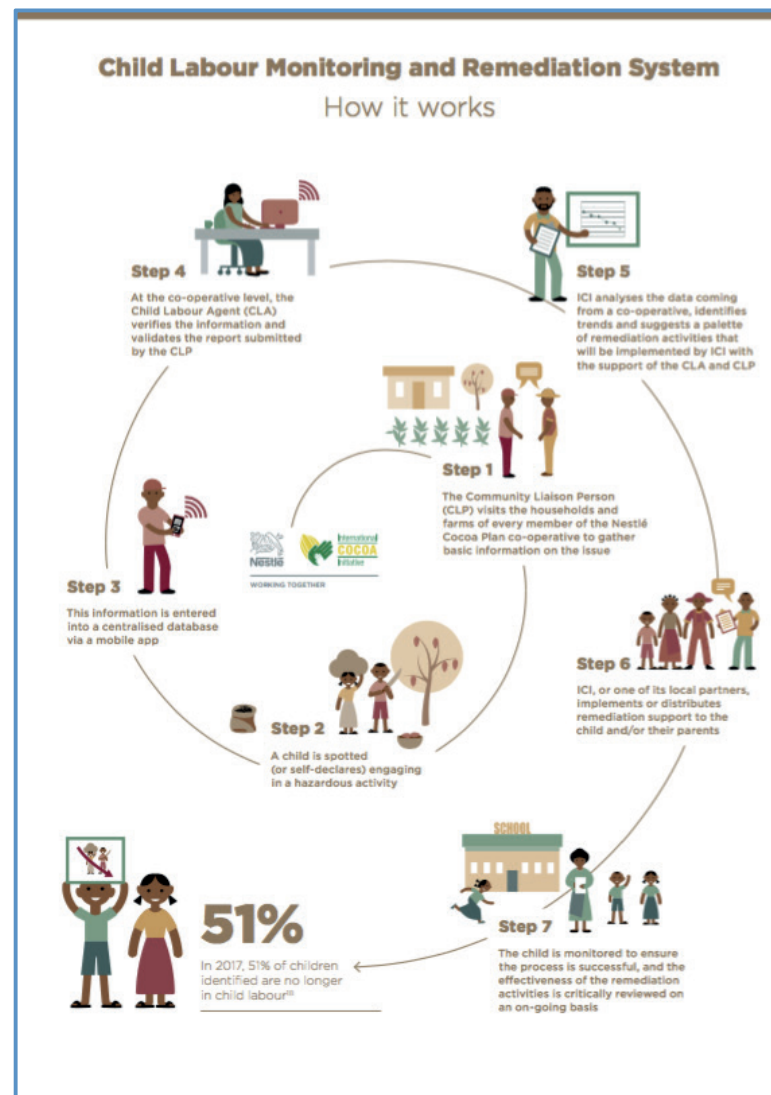 Child Labour Monitoring and Remediation System
How it works
Step 1
The Community Liaison Person
(CLP) visits the households and
farms of every member of the Nestlé
Cocoa Plan co-operative to gather
basic information on the issue
Nestlé
International
COCOA
Initiative
WORKING TOGETHER
Step 2
A child is spotted
(or self-declares) engaging
in a hazardous activity
Step 3
This information is entered
into a centralised database
via a mobile app
Step 4
At the co-operative level, the
Child Labour Agent (CLA)
verifies the information and
validates the report submitted
by the CLP
Step 5
ICI analyses the data coming
from a co-operative, identifies
trends and suggests a palette
of remediation activities that
will be implemented by ICI with
the support of the CLA and CLP
Step 6
ICI, or one of its local partners,
implements or distributes
remediation support to the
child and/or their parents
SCHOOL
Step 7
The child is monitored to ensure
the process is successful, and the
effectiveness of the remediation
activities is critically reviewed on
an on-going basis
51%
In 2017, 51% of children
identified are no longer
in child labour